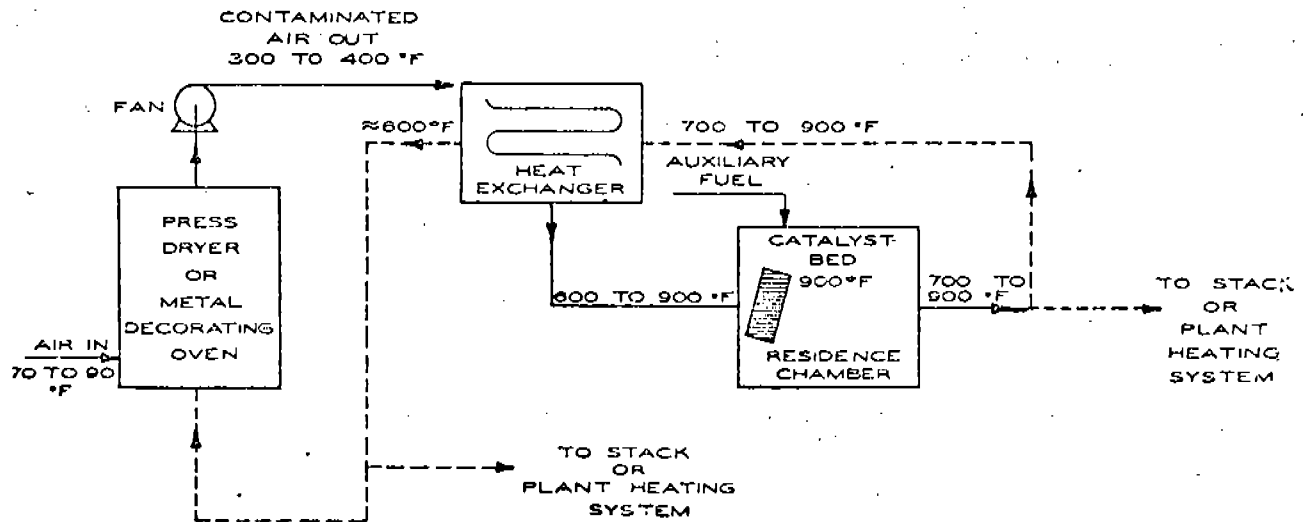 CONTAMINATED
AIR OUT
300 TO 400 °F
FAN
≈600°F
700 TO 900 °F
HEAT
EXCHANGER
AUXILIARY
FUEL
PRESS
DRYER
OR
METAL
DECORATING
OVEN
CATALYST-
BED
900°F
600 TO 900 °F
700 TO
900 °F
TO STACK
OR
PLANT
HEATING
SYSTEM
AIR IN
70 TO 90
°F
RESIDENCE
CHAMBER
TO STACK
OR
PLANT HEATING
SYSTEM